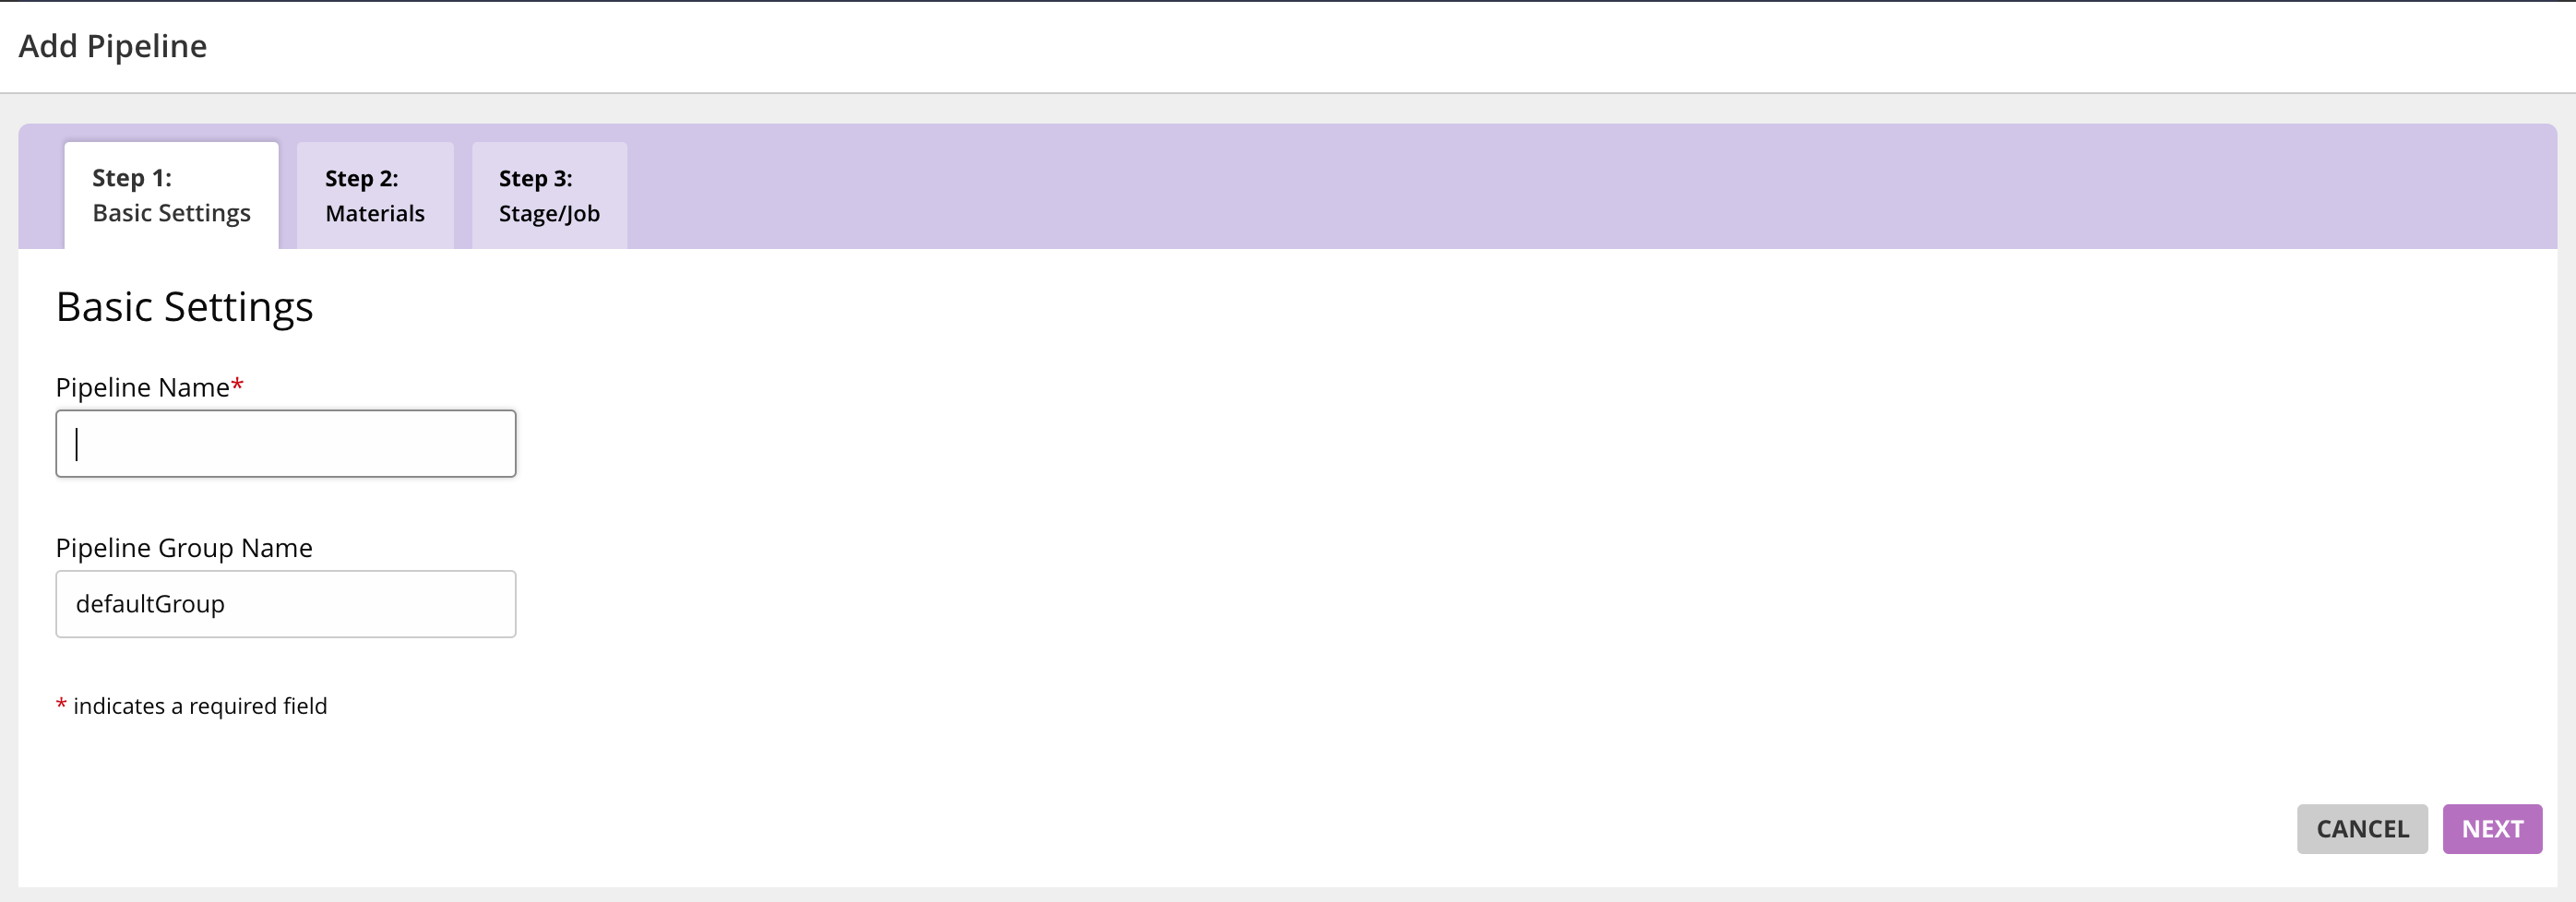 Add Pipeline
Step 1:
Basic Settings
Step 2:
Materials
Step 3:
Stage/Job
Basic Settings
Pipeline Name*
Pipeline Group Name
defaultGroup
* indicates a required field
CANCEL
NEXT